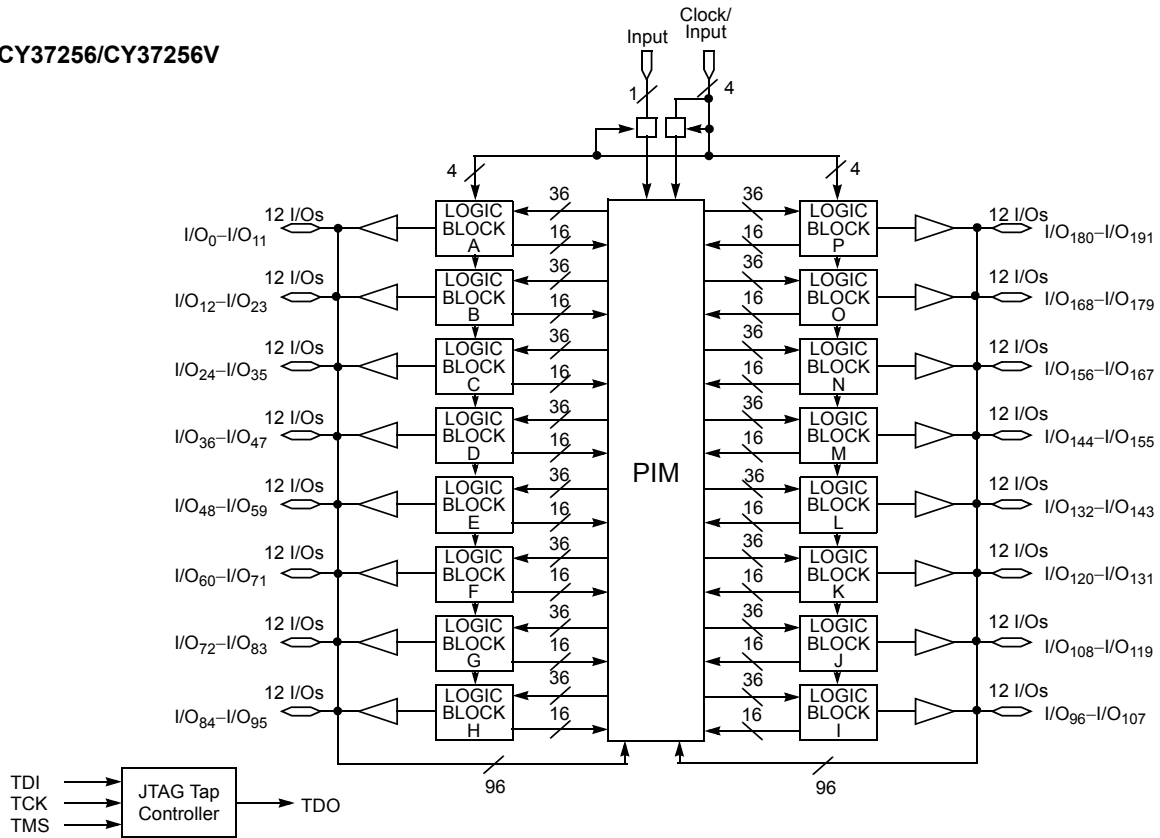 CY37256/CY37256V
Clock/
Input
Input
1
4
4
4
12 I/Os
I/O0–I/O11
LOGIC
BLOCK
A
36
16
36
16
LOGIC
BLOCK
P
12 I/Os
I/O180–I/O191
12 I/Os
I/O12–I/O23
LOGIC
BLOCK
B
36
16
36
16
LOGIC
BLOCK
O
12 I/Os
I/O168–I/O179
12 I/Os
I/O24–I/O35
LOGIC
BLOCK
C
36
16
36
16
LOGIC
BLOCK
N
12 I/Os
I/O156–I/O167
12 I/Os
I/O36–I/O47
LOGIC
BLOCK
D
36
16
PIM
36
16
LOGIC
BLOCK
M
12 I/Os
I/O144–I/O155
12 I/Os
I/O48–I/O59
LOGIC
BLOCK
E
36
16
36
16
LOGIC
BLOCK
L
12 I/Os
I/O132–I/O143
12 I/Os
I/O60–I/O71
LOGIC
BLOCK
F
36
16
36
16
LOGIC
BLOCK
K
12 I/Os
I/O120–I/O131
12 I/Os
I/O72–I/O83
LOGIC
BLOCK
G
36
16
36
16
LOGIC
BLOCK
J
12 I/Os
I/O108–I/O119
12 I/Os
I/O84–I/O95
LOGIC
BLOCK
H
36
16
36
16
LOGIC
BLOCK
I
12 I/Os
I/O96–I/O107
96
96
TDI
TCK
TMS
JTAG Tap
Controller
TDO